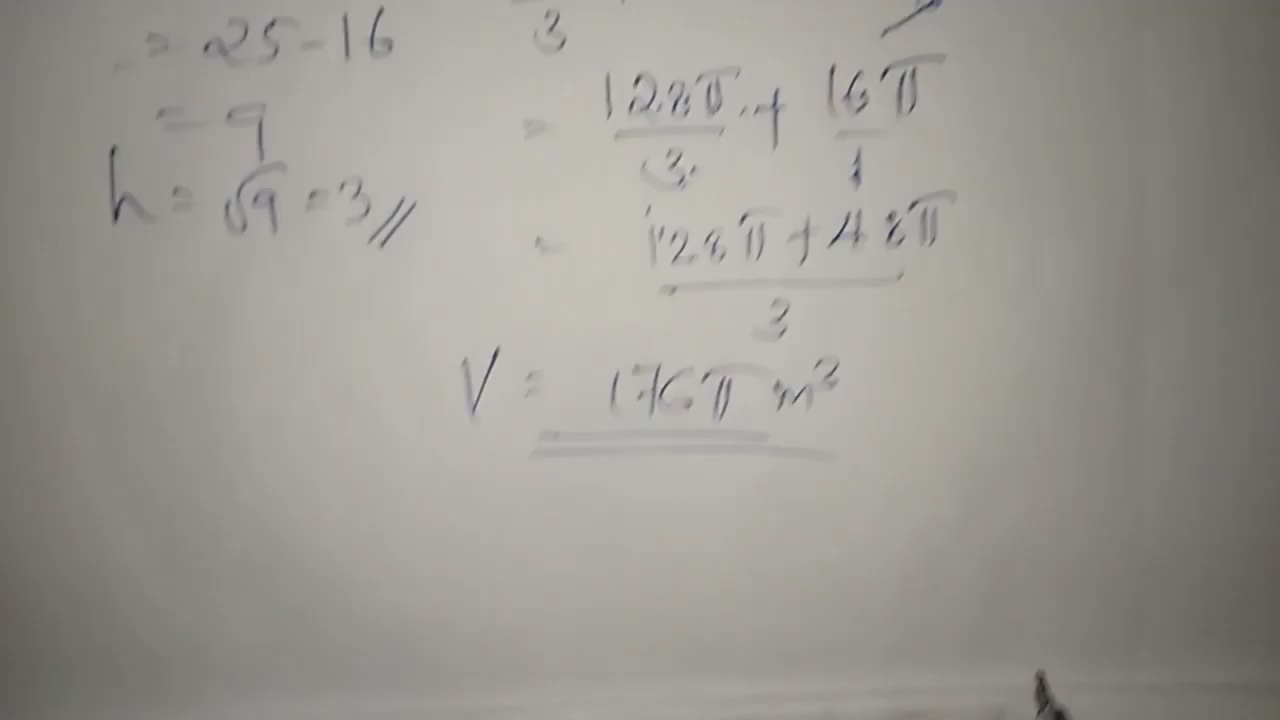 = 25 - 16
= 9
h = √9 = 3 //
3
= 128π/3 + 16π/1
= 128π + 48π
3
V = 176π m³